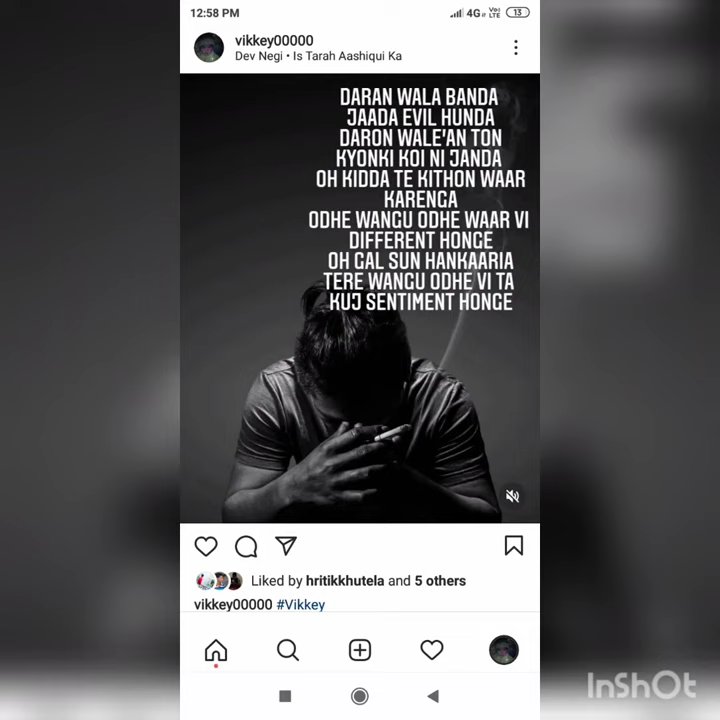 12:58 PM
4G
Vo)
LTE
13
vikkey00000
Dev Negi • Is Tarah Aashiqui Ka
DARAN WALA BANDA
JAADA EVIL HUNDA
DARON WALE'AN TON
KYONKI KOI NI JANDA
OH KIDDA TE KITHON WAAR
KARENGA
ODHE WANGU ODHE WAAR VI
DIFFERENT HONGE
OH GAL SUN HANKAARIA
TERE WANGU ODHE VI TA
KUJ SENTIMENT HONGE
Liked by hritikkhutela and 5 others
vikkey00000 #Vikkey
InShOt